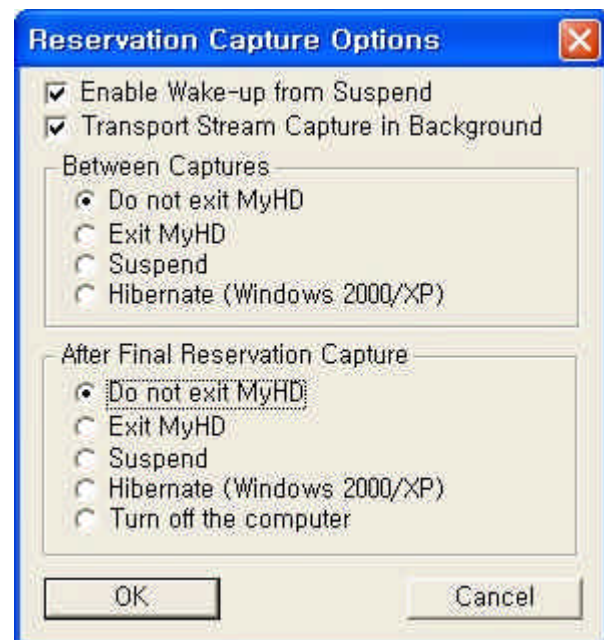 Reservation Capture Options
Enable Wake-up from Suspend
Transport Stream Capture in Background
Between Captures
Do not exit MyHD
Exit MyHD
Suspend
Hibernate (Windows 2000/XP)
After Final Reservation Capture
Do not exit MyHD
Exit MyHD
Suspend
Hibernate (Windows 2000/XP)
Turn off the computer
OK Cancel